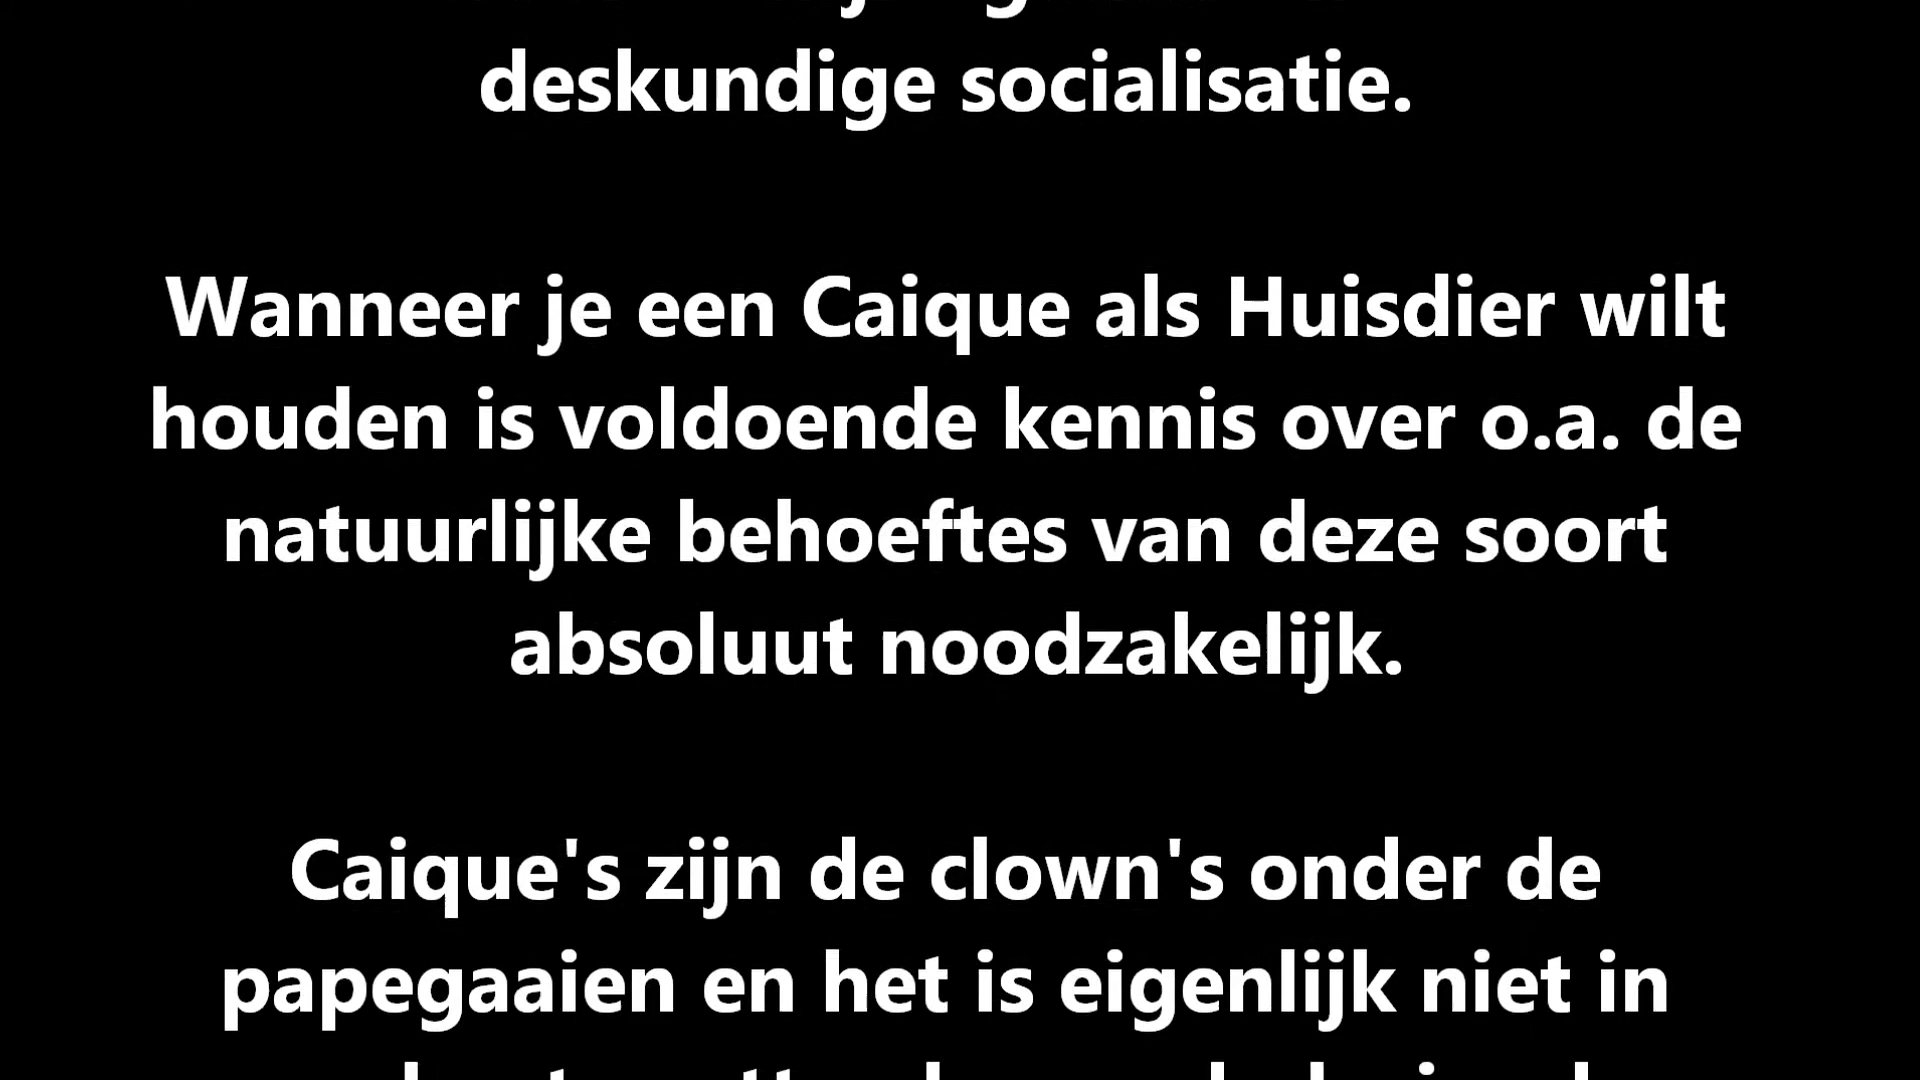 deskundige socialisatie.
Wanneer je een Caique als Huisdier wilt
houden is voldoende kennis over o.a. de
natuurlijke behoeftes van deze soort
absoluut noodzakelijk.
Caique's zijn de clown's onder de
papegaaien en het is eigenlijk niet in